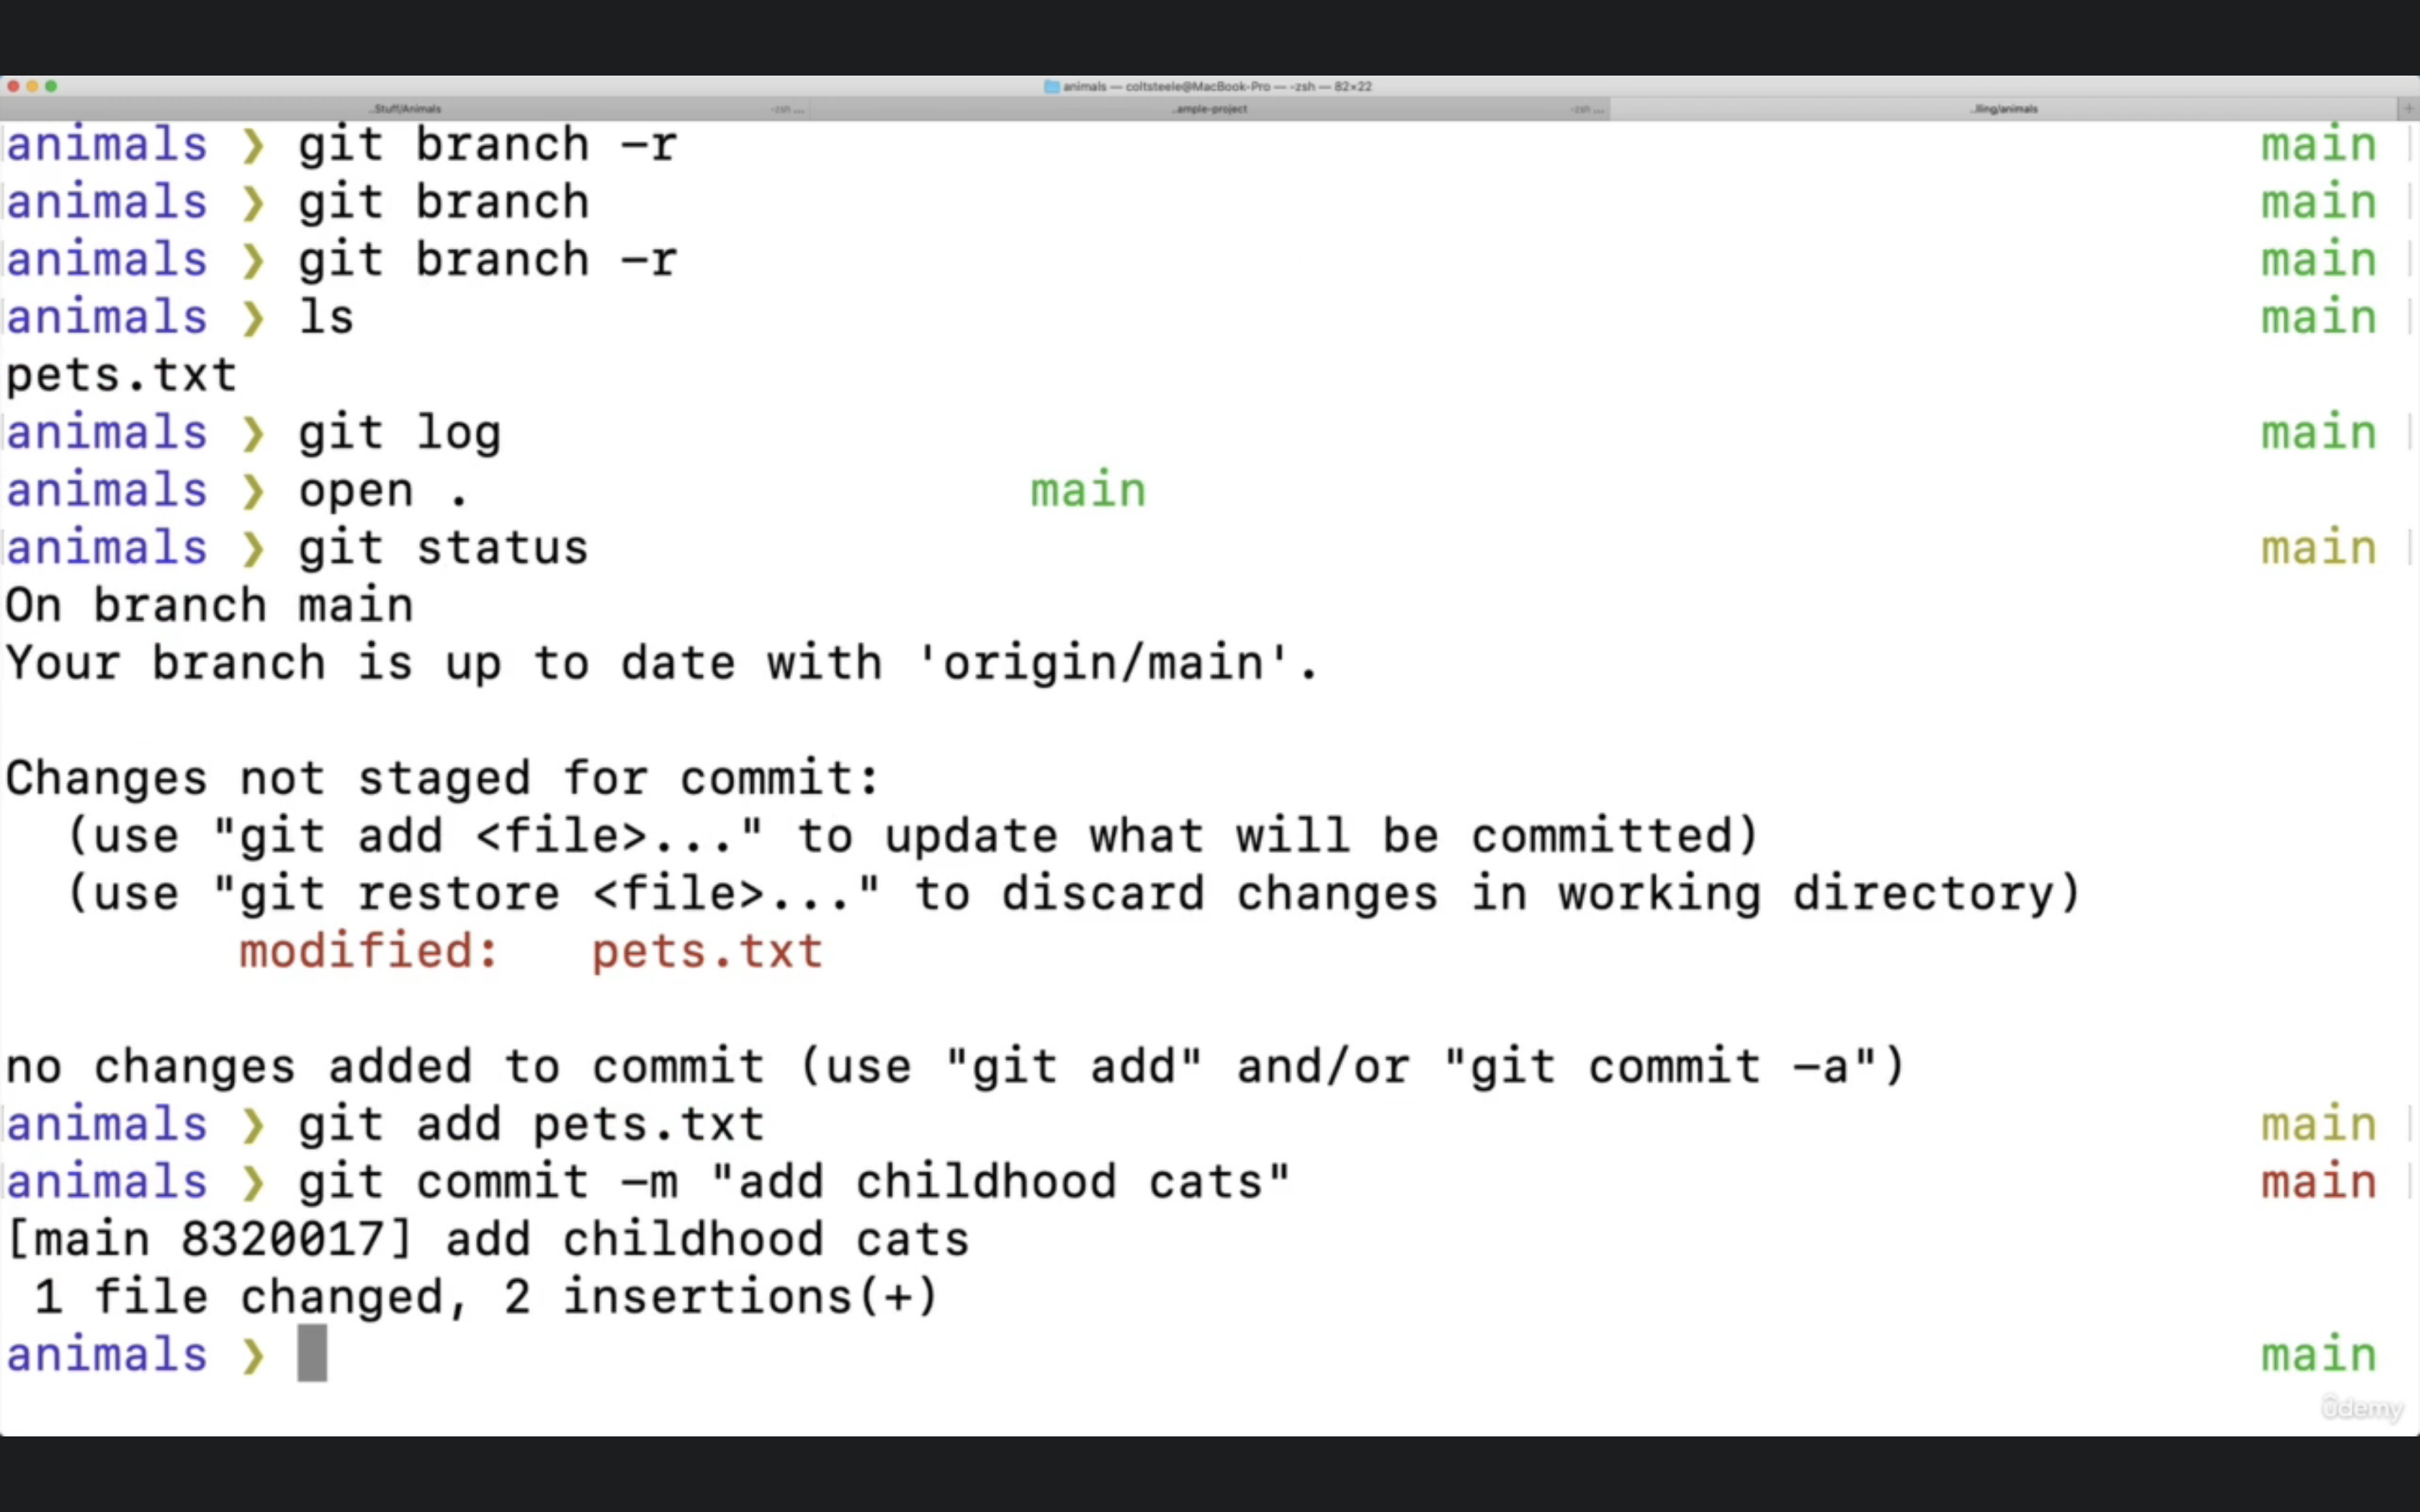 animals — coltsteele@MacBook-Pro — -zsh — 82×22
..Stuff/Animals -zsh ... ..ample-project -zsh ... ..lling/animals +
animals ❯ git branch -r main
animals ❯ git branch main
animals ❯ git branch -r main
animals ❯ ls main
pets.txt
animals ❯ git log main
animals ❯ open . main
animals ❯ git status main
On branch main
Your branch is up to date with 'origin/main'.
Changes not staged for commit:
(use "git add <file>..." to update what will be committed)
(use "git restore <file>..." to discard changes in working directory)
modified: pets.txt
no changes added to commit (use "git add" and/or "git commit -a")
animals ❯ git add pets.txt main
animals ❯ git commit -m "add childhood cats" main
[main 8320017] add childhood cats
1 file changed, 2 insertions(+)
animals ❯ main
ûdemy